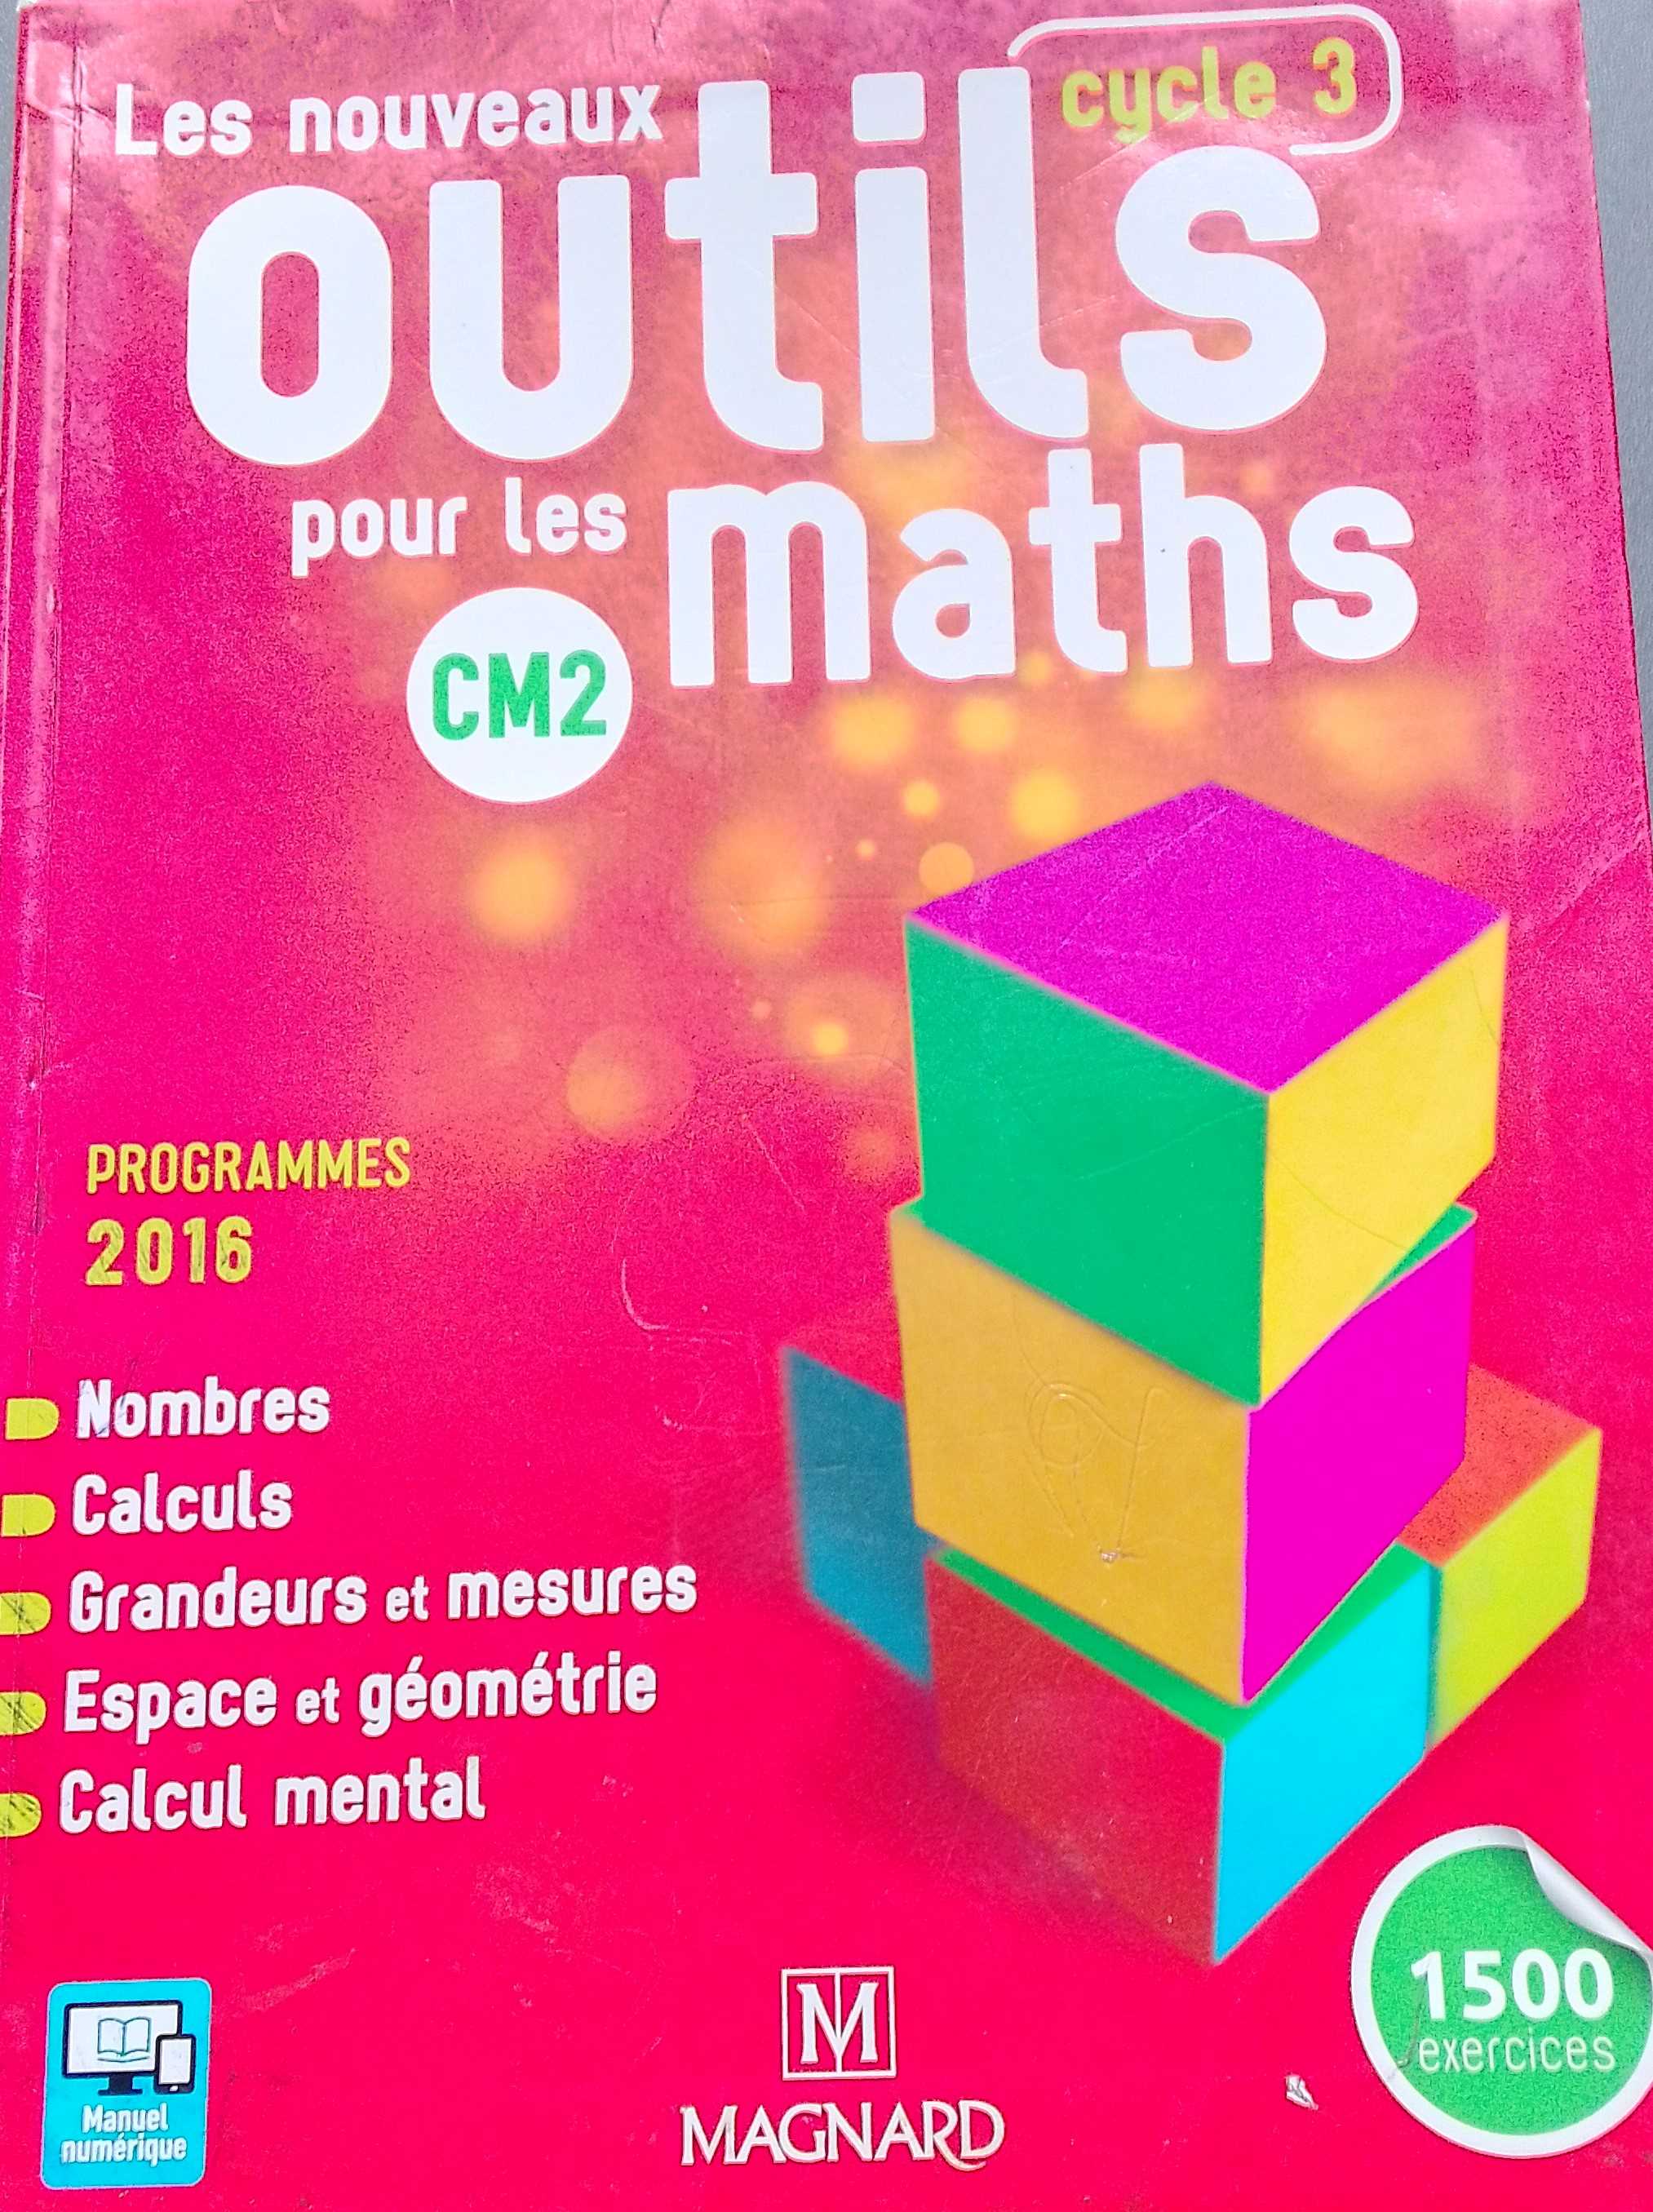 cycle 3
Les nouveaux
outils
pour les maths
CM2
PROGRAMMES
2016
Nombres
Calculs
Grandeurs et mesures
Espace et géométrie
Calcul mental
1500
exercices
Manuel
numérique
M
MAGNARD